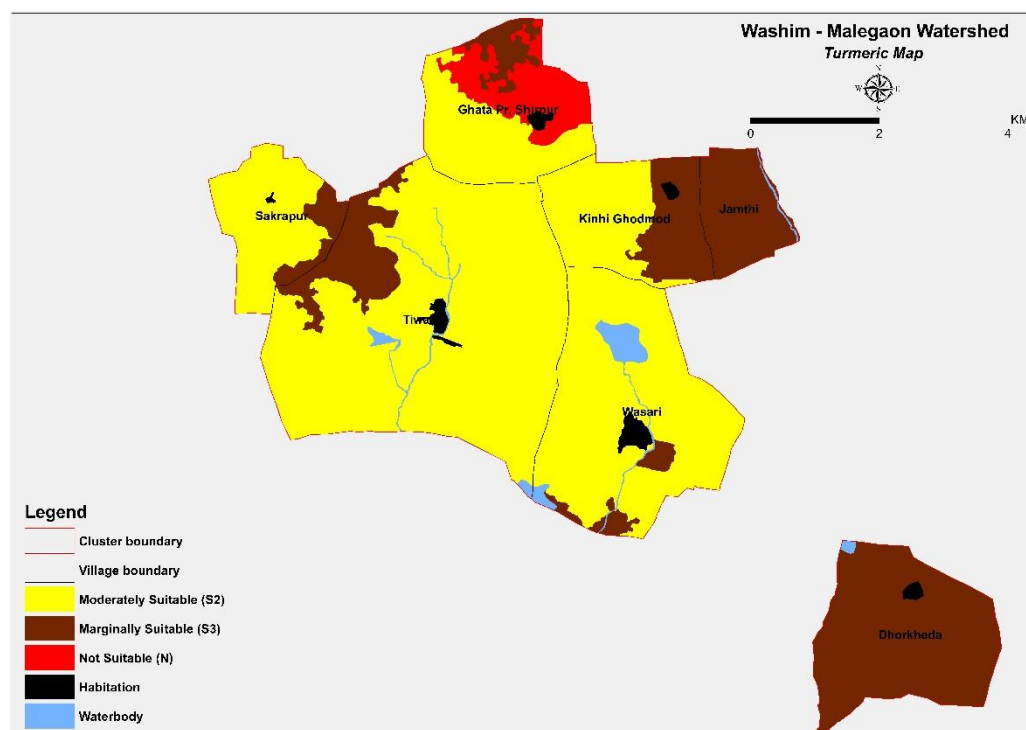 Washim - Malegaon Watershed
Turmeric Map
N
W E
S
0 2 4
KM
Ghata Pr. Shirpur
Sakrapur
Kinhi Ghodmod
Jamthi
Wasari
Dhorkheda
Legend
Cluster boundary
Village boundary
Moderately Suitable (S2)
Marginally Suitable (S3)
Not Suitable (N)
Habitation
Waterbody